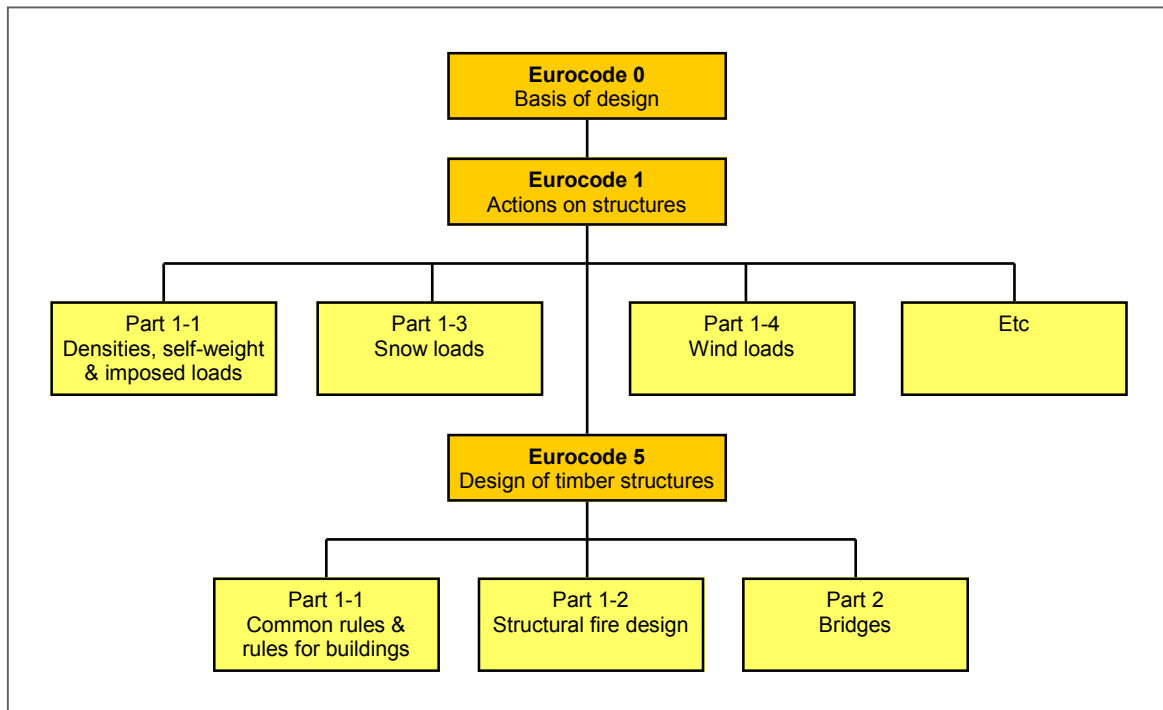 Eurocode 0
Basis of design
Eurocode 1
Actions on structures
Part 1-1
Densities, self-weight
& imposed loads
Part 1-3
Snow loads
Part 1-4
Wind loads
Etc
Eurocode 5
Design of timber structures
Part 1-1
Common rules &
rules for buildings
Part 1-2
Structural fire design
Part 2
Bridges